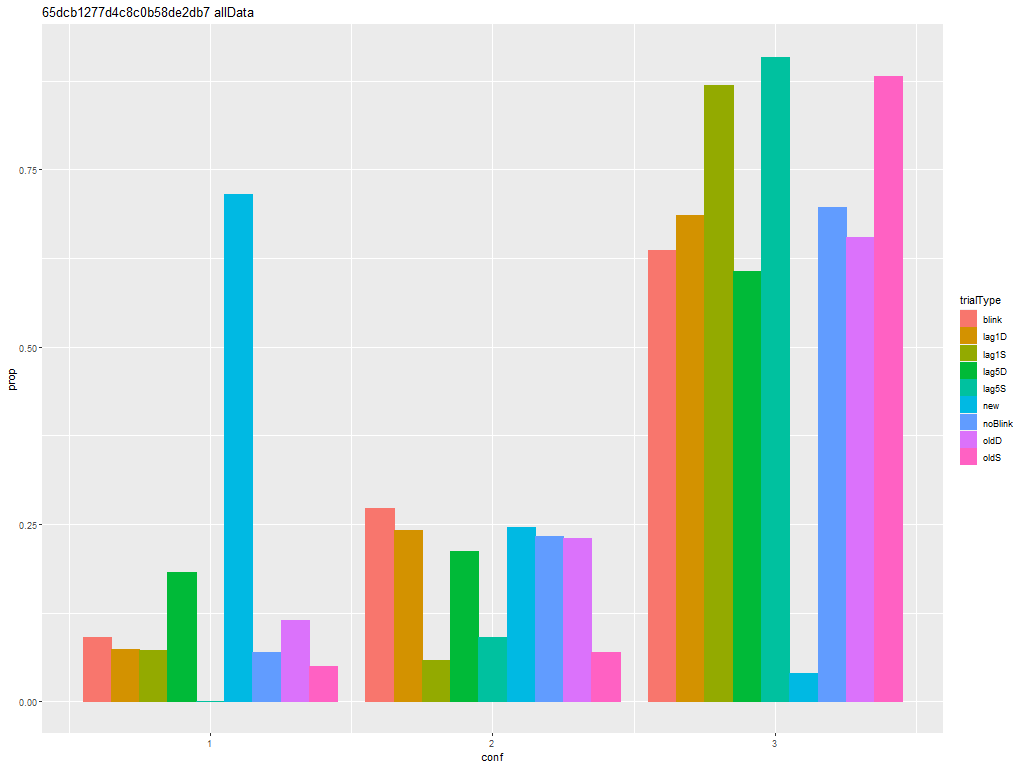 65dcb1277d4c8c0b58de2db7 allData
prop
0.75
0.50
0.25
0.00
1
2
3
conf
trialType
blink
lag1D
lag1S
lag5D
lag5S
new
noBlink
oldD
oldS